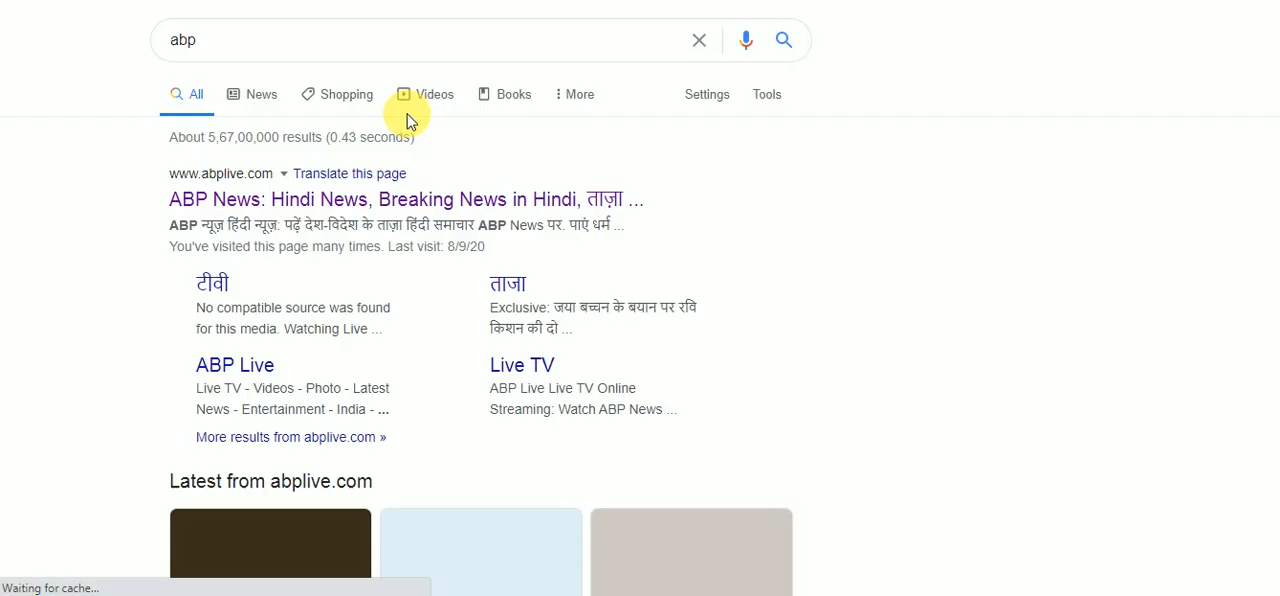 abp
All News Shopping Videos Books More Settings Tools
About 5,67,00,000 results (0.43 seconds)
www.abplive.com Translate this page
ABP News: Hindi News, Breaking News in Hindi, ताज़ा ...
ABP न्यूज़ हिंदी न्यूज़: पढ़ें देश-विदेश के ताज़ा हिंदी समाचार ABP News पर. पाएं धर्म ...
You've visited this page many times. Last visit: 8/9/20
टीवी
No compatible source was found
for this media. Watching Live ...
ताजा
Exclusive: जया बच्चन के बयान पर रवि
किशन की दो ...
ABP Live
Live TV - Videos - Photo - Latest
News - Entertainment - India - ...
Live TV
ABP Live Live TV Online
Streaming: Watch ABP News ...
More results from abplive.com »
Latest from abplive.com
Waiting for cache...